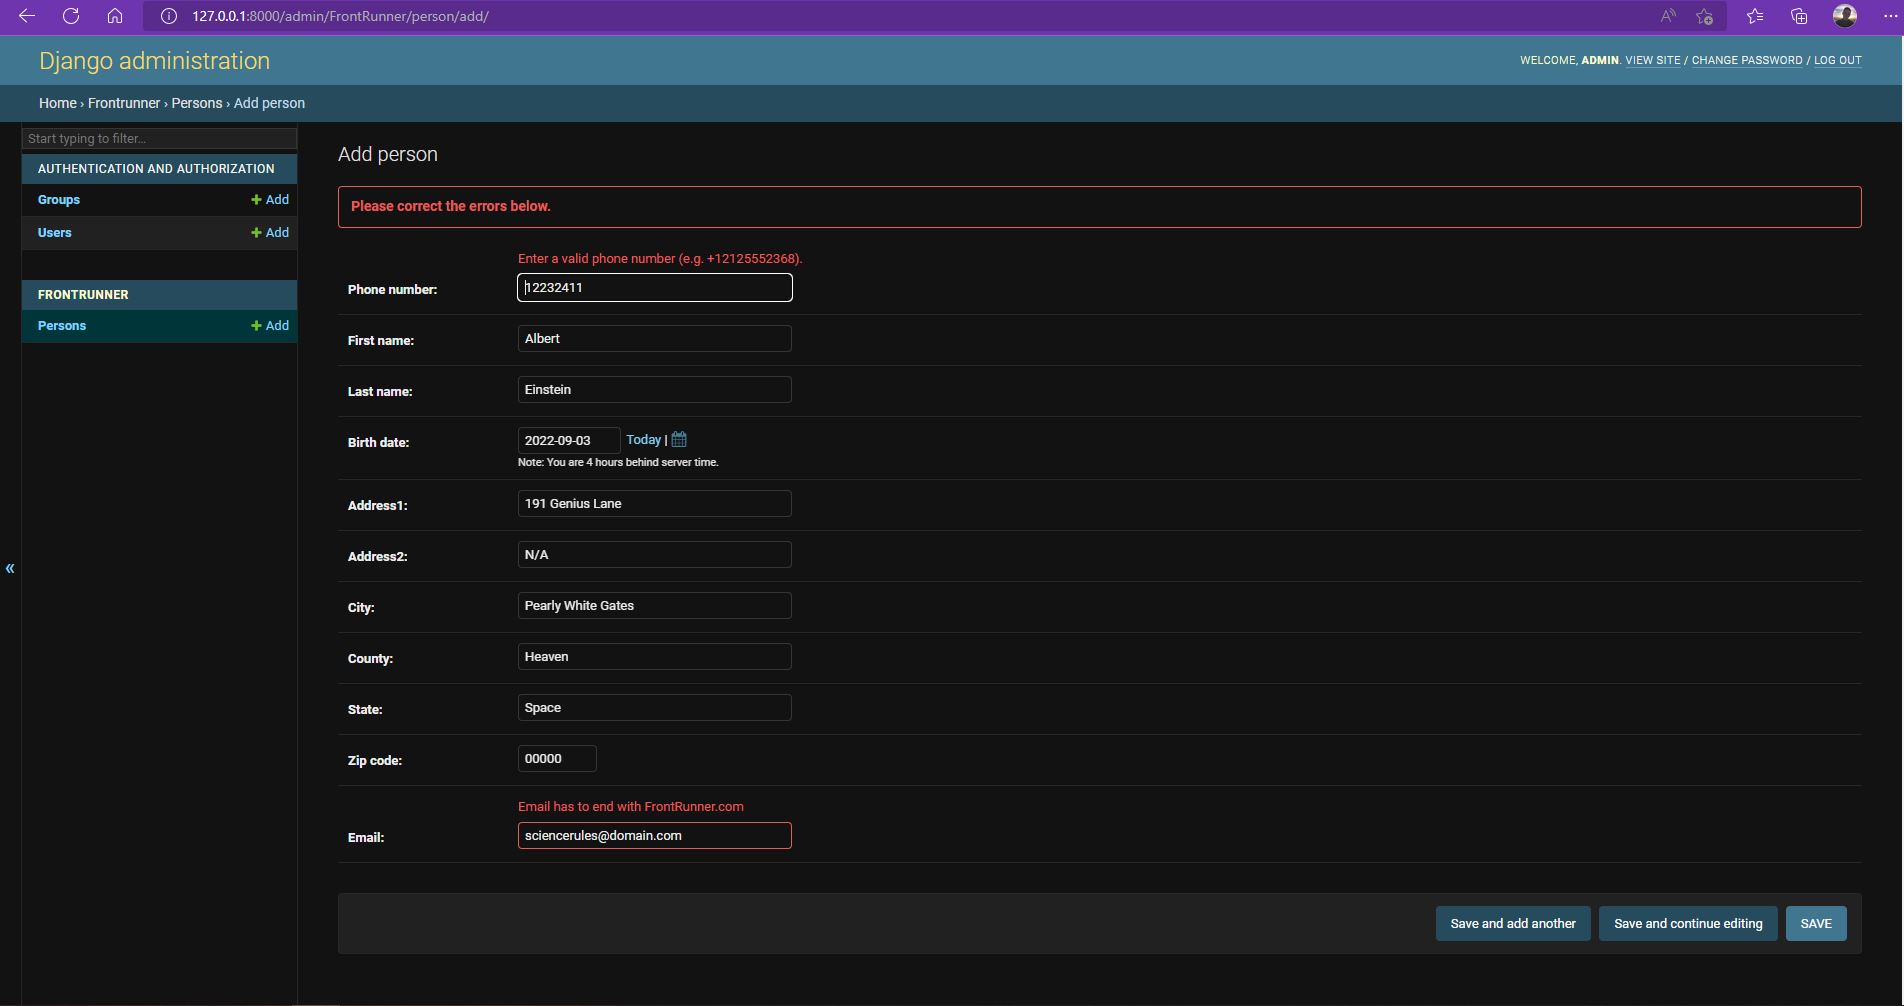 127.0.0.1:8000/admin/FrontRunner/person/add/
Django administration
WELCOME, ADMIN. VIEW SITE / CHANGE PASSWORD / LOG OUT
Home › Frontrunner › Persons › Add person
Start typing to filter...
AUTHENTICATION AND AUTHORIZATION
Groups + Add
Users + Add
FRONTRUNNER
Persons + Add
«
Add person
Please correct the errors below.
Enter a valid phone number (e.g. +12125552368).
Phone number: 12232411
First name: Albert
Last name: Einstein
Birth date: 2022-09-03 Today |
Note: You are 4 hours behind server time.
Address1: 191 Genius Lane
Address2: N/A
City: Pearly White Gates
County: Heaven
State: Space
Zip code: 00000
Email has to end with FrontRunner.com
Email: sciencerules@domain.com
Save and add another Save and continue editing SAVE